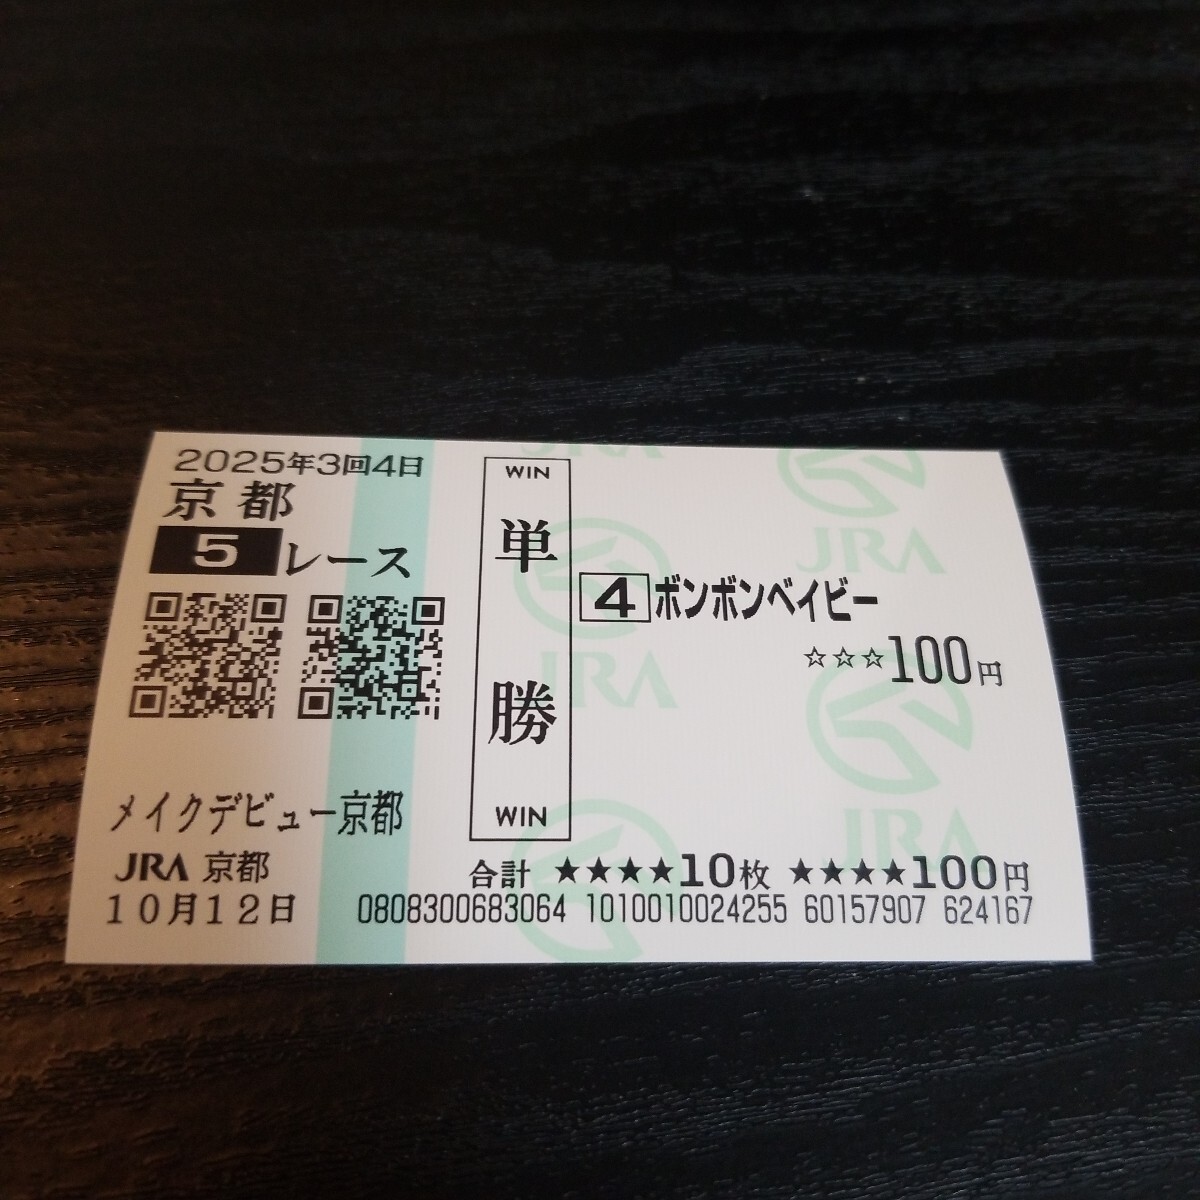 2025年3回4日
京都
5レース
メイクデビュー京都
JRA 京都
10月12日
WIN
単
勝
WIN
4 ボンボンベイビー
☆☆☆100円
合計 ★★★★10枚 ★★★★100円
0808300683064 1010010024255 60157907 624167
JRA
JRA
JRA
JRA